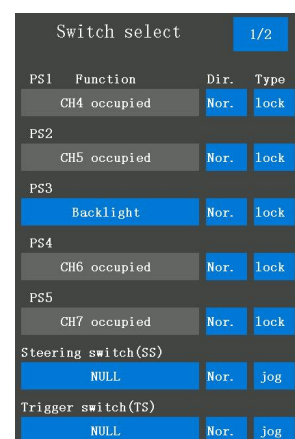 Switch select 1/2
PS1 Function Dir. Type
CH4 occupied Nor. lock
PS2
CH5 occupied Nor. lock
PS3
Backlight Nor. lock
PS4
CH6 occupied Nor. lock
PS5
CH7 occupied Nor. lock
Steering switch(SS)
NULL Nor. jog
Trigger switch(TS)
NULL Nor. jog